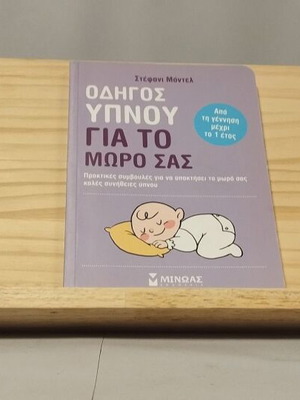 Στέφανι Μόντελ
ΟΔΗΓΟΣ
ΥΠΝΟΥ
ΓΙΑ ΤΟ
ΜΩΡΟ ΣΑΣ
Από
τη γέννηση
μέχρι
το 1 έτος
Πρακτικές συμβουλές για να αποκτήσει το μωρό σας
καλές συνήθειες ύπνου
ΜΙΝΩΑΣ